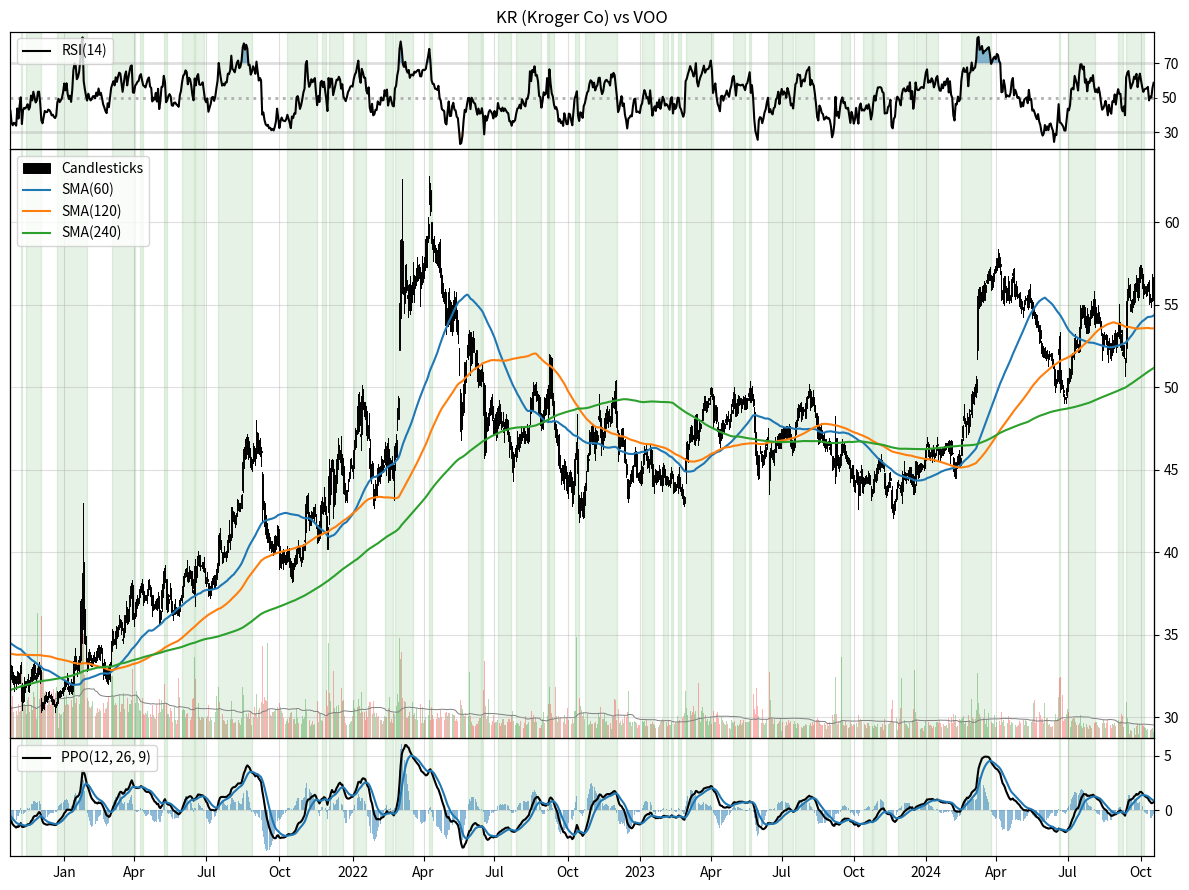 KR (Kroger Co) vs VOO
RSI(14)
70
50
30
Candlesticks
SMA(60)
SMA(120)
SMA(240)
60
55
50
45
40
35
30
PPO(12, 26, 9)
5
0
Jan Apr Jul Oct 2022 Apr Jul Oct 2023 Apr Jul Oct 2024 Apr Jul Oct